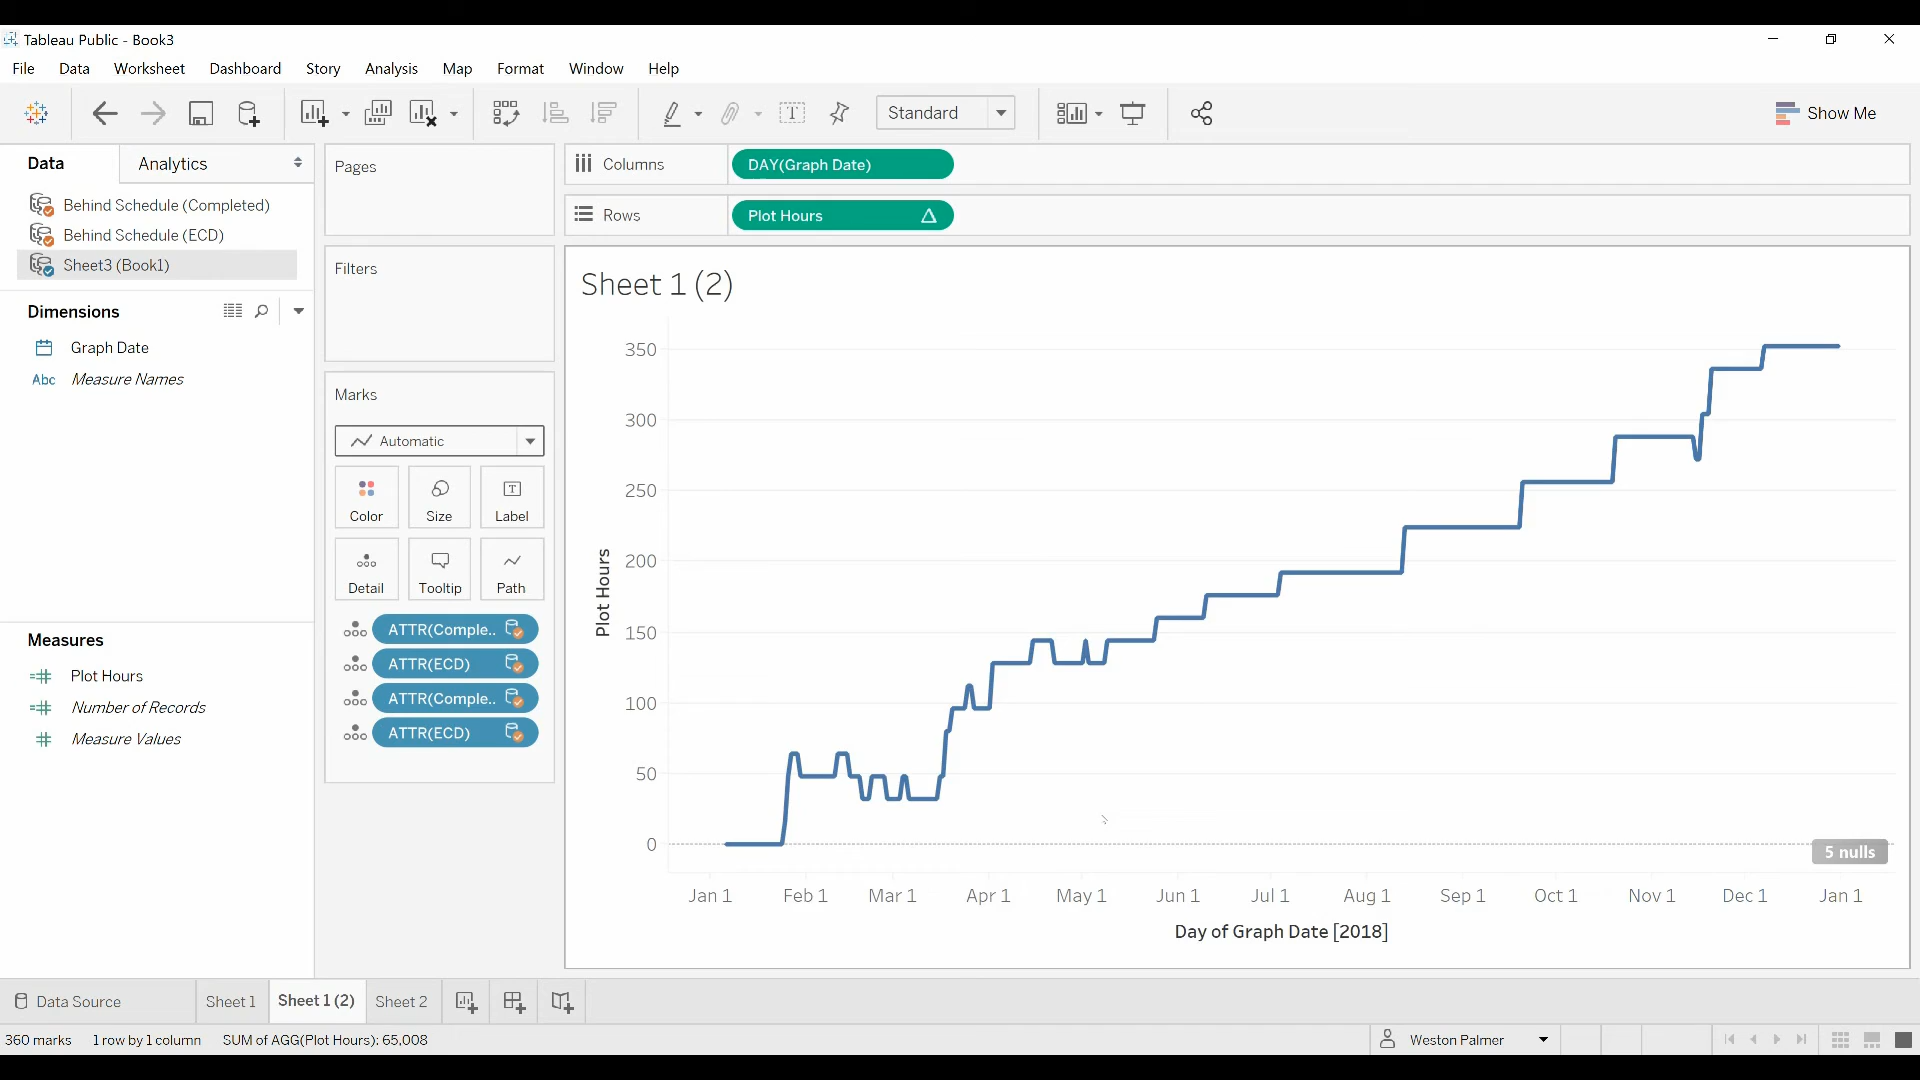 Tableau Public - Book3
File Data Worksheet Dashboard Story Analysis Map Format Window Help
Standard
Show Me
Data
Analytics
Behind Schedule (Completed)
Behind Schedule (ECD)
Sheet3 (Book1)
Dimensions
Graph Date
Abc Measure Names
Measures
Plot Hours
Number of Records
Measure Values
Pages
Filters
Marks
Automatic
Color Size Label
Detail Tooltip Path
ATTR(Comple..
ATTR(ECD)
ATTR(Comple..
ATTR(ECD)
Columns
DAY(Graph Date)
Rows
Plot Hours
Sheet 1 (2)
350
300
250
200
150
100
50
0
Plot Hours
5 nulls
Jan 1 Feb 1 Mar 1 Apr 1 May 1 Jun 1 Jul 1 Aug 1 Sep 1 Oct 1 Nov 1 Dec 1 Jan 1
Day of Graph Date [2018]
Data Source Sheet 1 Sheet 1 (2) Sheet 2
360 marks 1 row by 1 column SUM of AGG(Plot Hours): 65,008
Weston Palmer